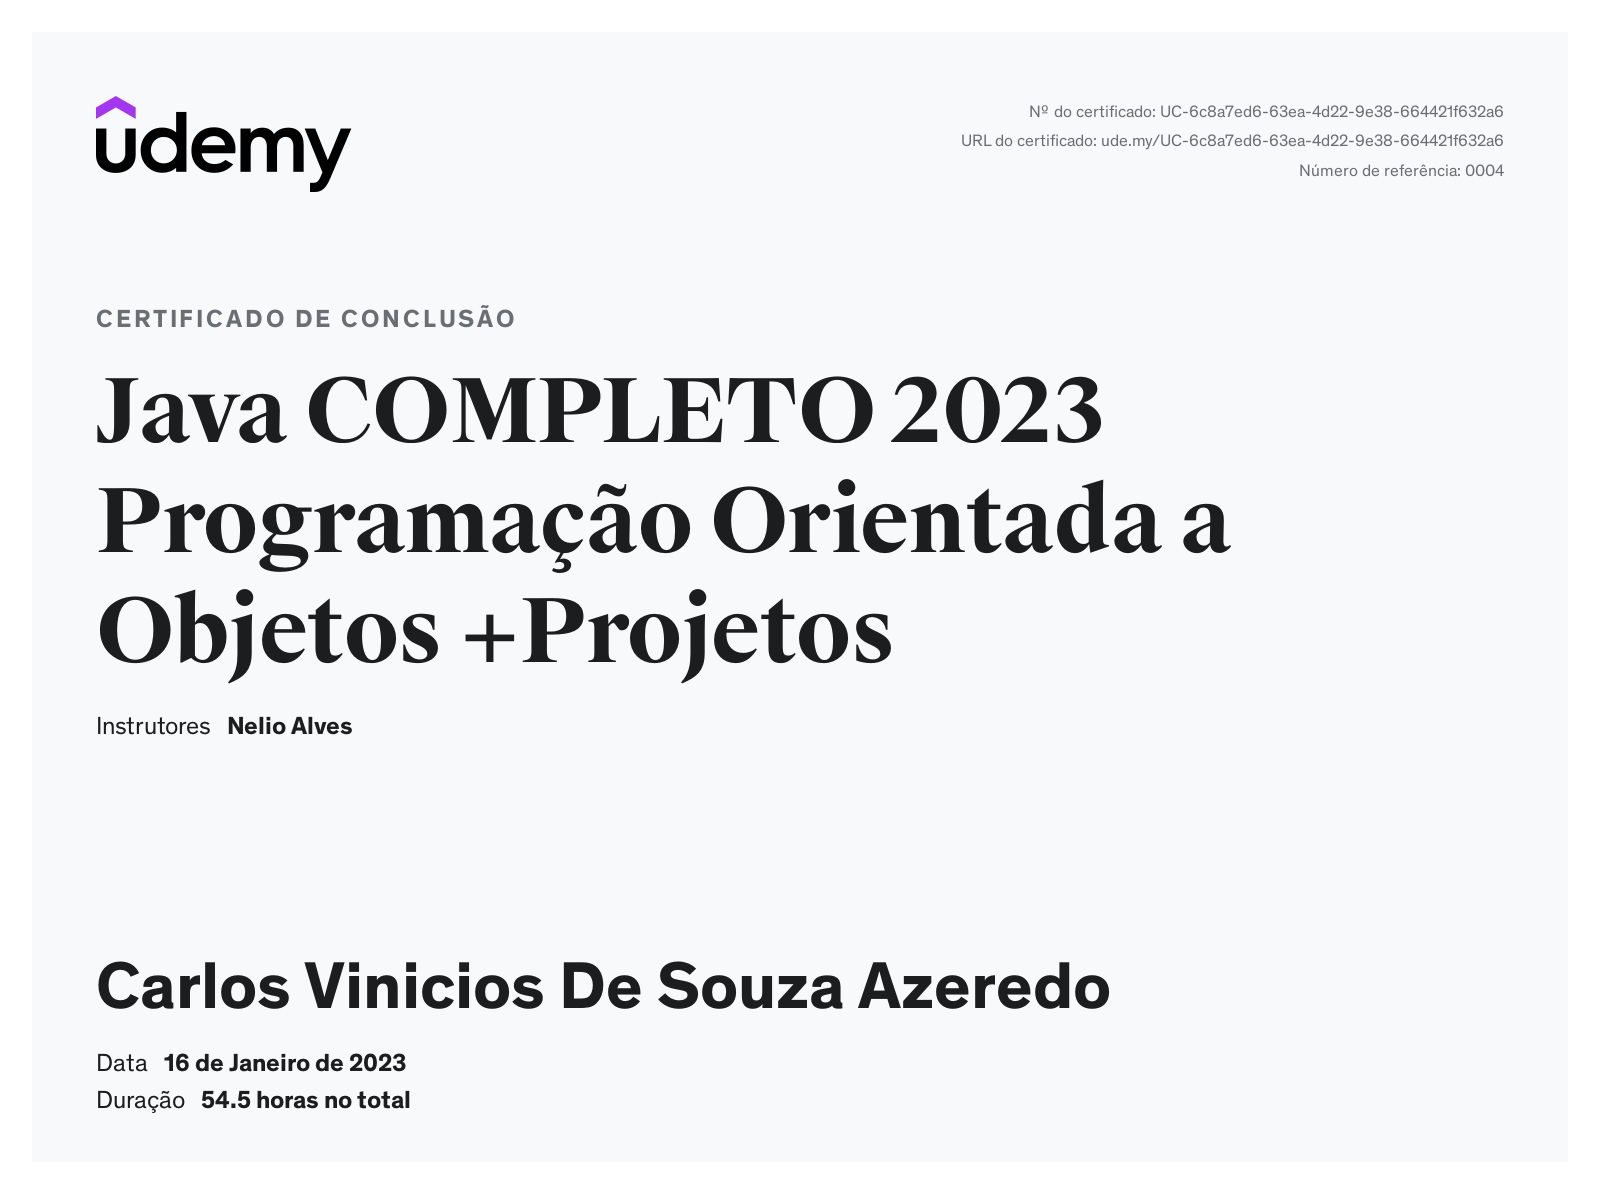 udemy
Nº do certificado: UC-6c8a7ed6-63ea-4d22-9e38-664421f632a6
URL do certificado: ude.my/UC-6c8a7ed6-63ea-4d22-9e38-664421f632a6
Número de referência: 0004
CERTIFICADO DE CONCLUSÃO
Java COMPLETO 2023
Programação Orientada a
Objetos +Projetos
Instrutores Nelio Alves
Carlos Vinicios De Souza Azeredo
Data 16 de Janeiro de 2023
Duração 54.5 horas no total